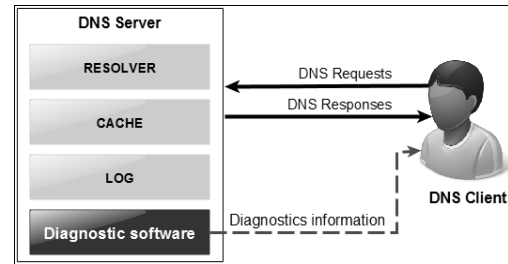 DNS Server
RESOLVER
CACHE
LOG
Diagnostic software
DNS Requests
DNS Responses
Diagnostics information
DNS Client